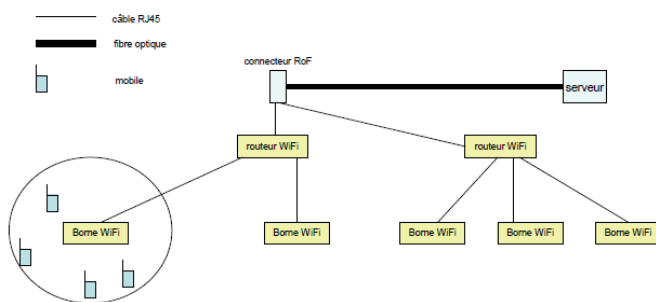 câble RJ45
fibre optique
mobile
connecteur RoF
serveur
routeur WiFi
routeur WiFi
Borne WiFi
Borne WiFi
Borne WiFi
Borne WiFi
Borne WiFi